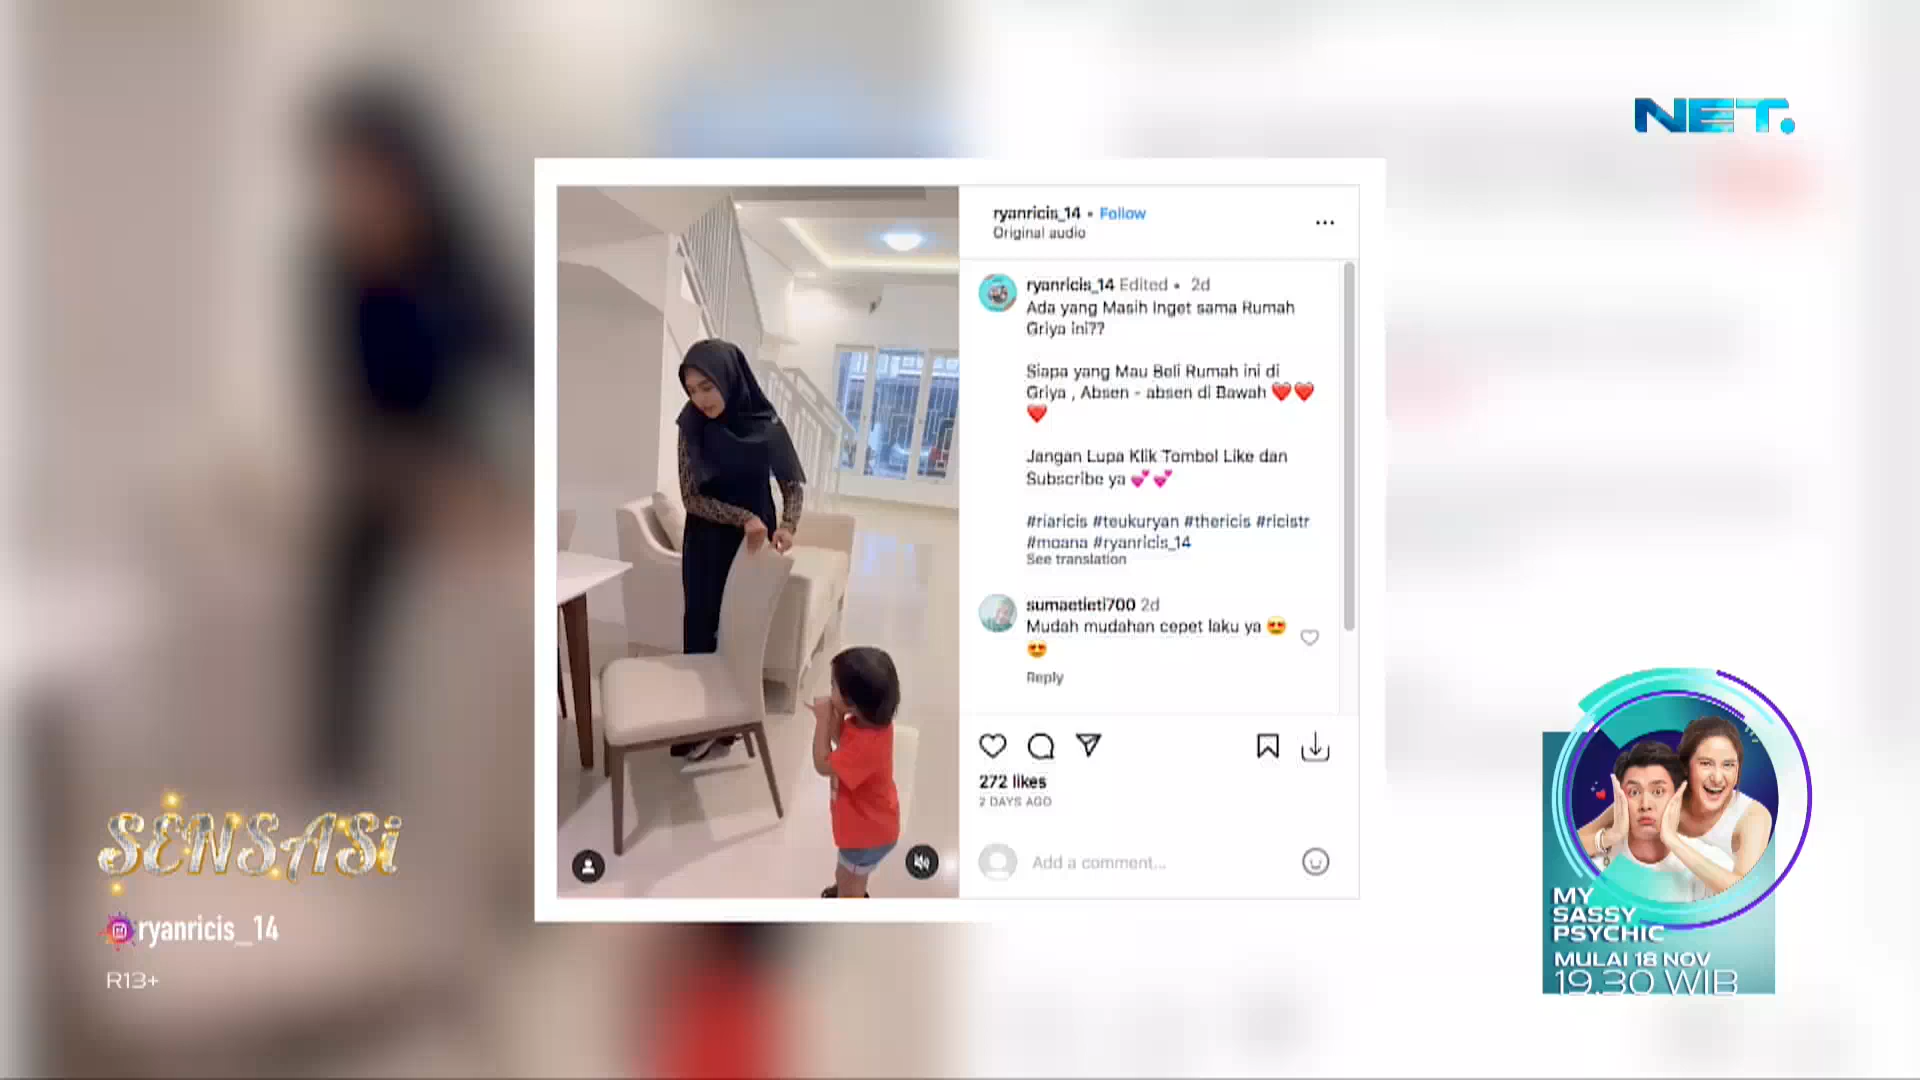 NET.
ryanricis_14 • Follow
Original audio
ryanricis_14 Edited • 2d
Ada yang Masih Inget sama Rumah
Griya ini??
Siapa yang Mau Beli Rumah ini di
Griya , Absen - absen di Bawah ❤️❤️
❤️
Jangan Lupa Klik Tombol Like dan
Subscribe ya 💕💕
#riaricis #teukuryan #thericis #ricistr
#moana #ryanricis_14
See translation
sumaetieti700 2d
Mudah mudahan cepet laku ya 😍
😍
Reply
272 likes
2 DAYS AGO
Add a comment...
SENSASi
ryanricis_14
R13+
MY
SASSY
PSYCHIC
MULAI 18 NOV
19.30 WIB